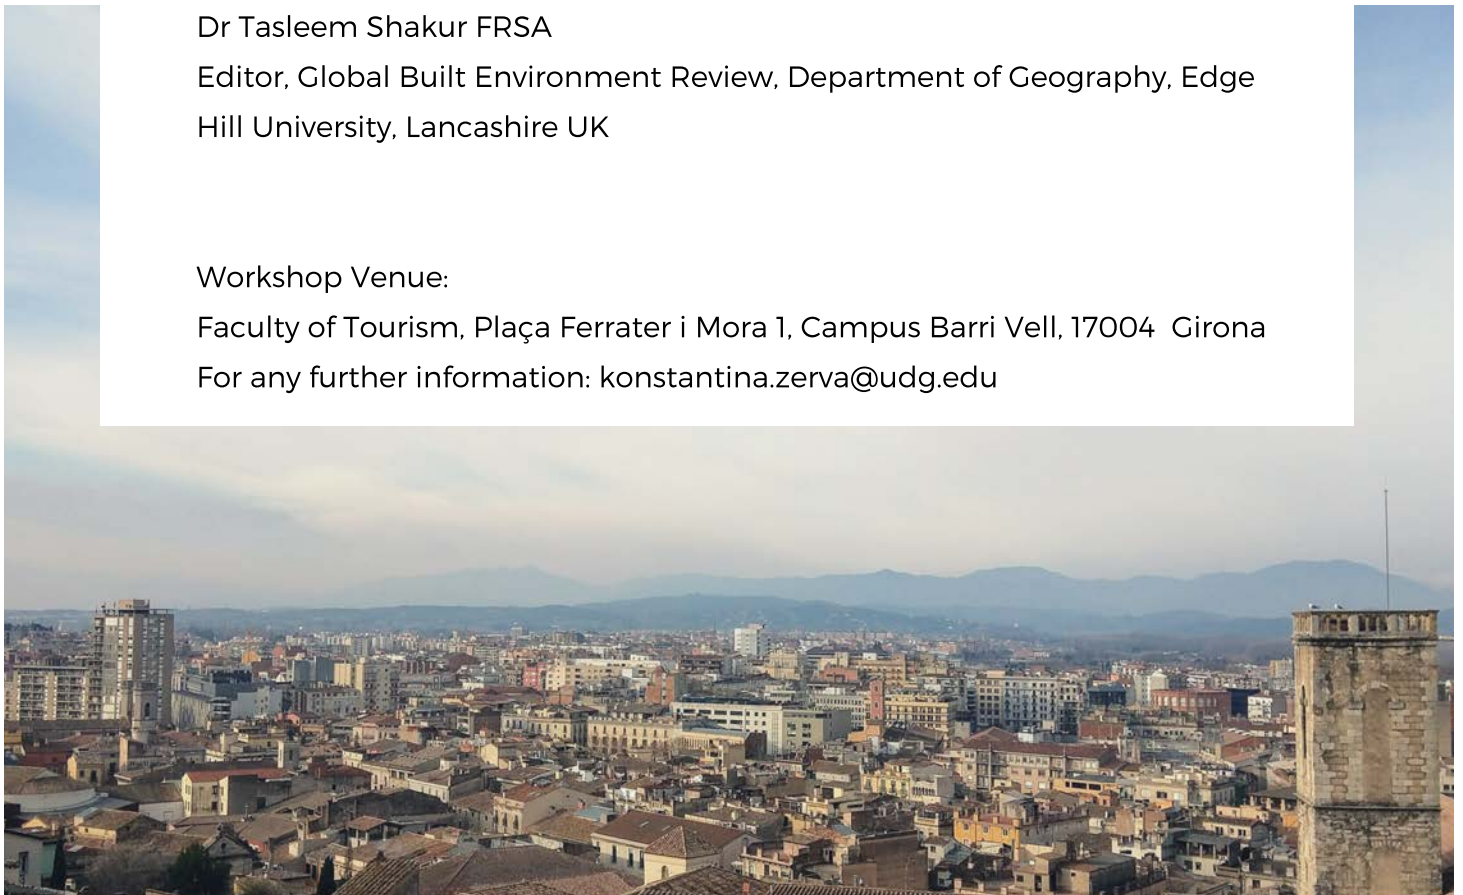 Dr Tasleem Shakur FRSA
Editor, Global Built Environment Review, Department of Geography, Edge
Hill University, Lancashire UK
Workshop Venue:
Faculty of Tourism, Plaça Ferrater i Mora 1, Campus Barri Vell, 17004  Girona
For any further information: konstantina.zerva@udg.edu